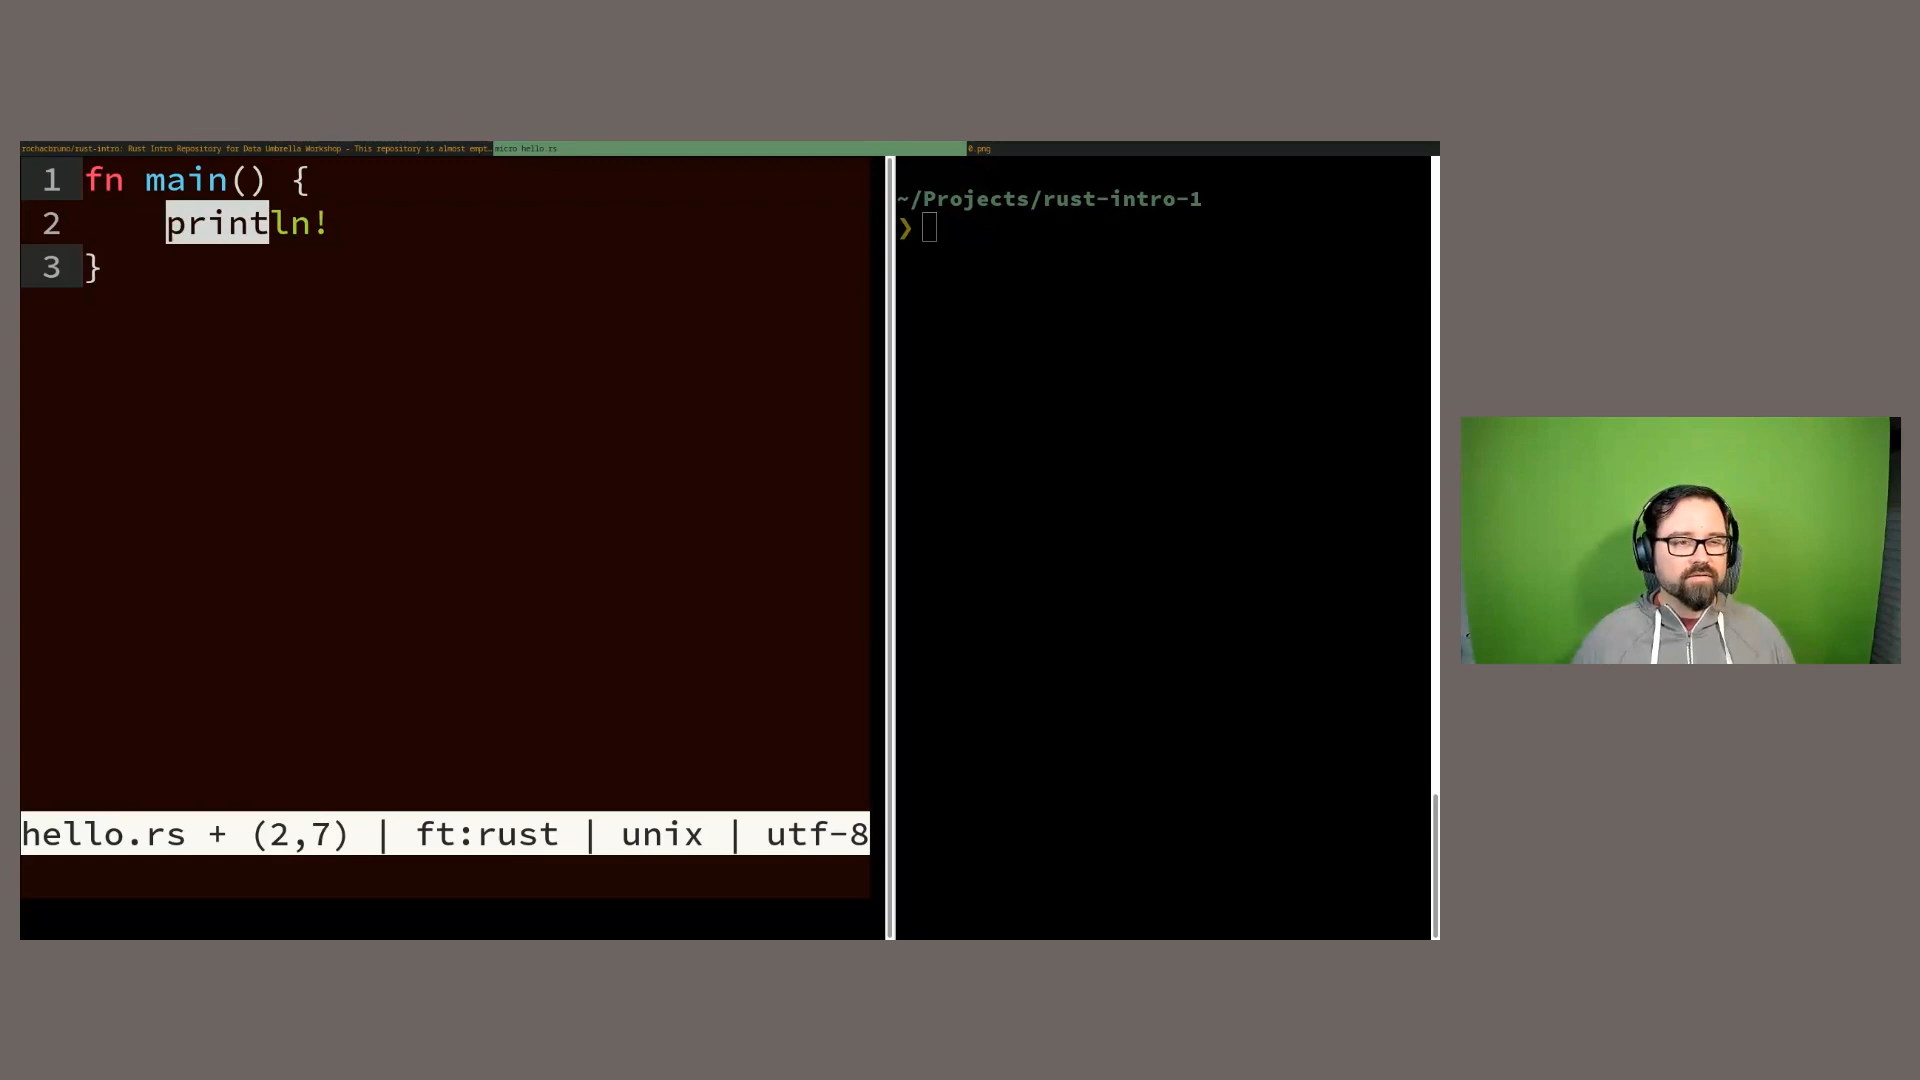 rochacbruno/rust-intro: Rust Intro Repository for Data Umbrella Workshop - This repository is almost empt… micro hello.rs 0.png
1 fn main() {
2 println!
3 }
~/Projects/rust-intro-1
❯
hello.rs + (2,7) | ft:rust | unix | utf-8